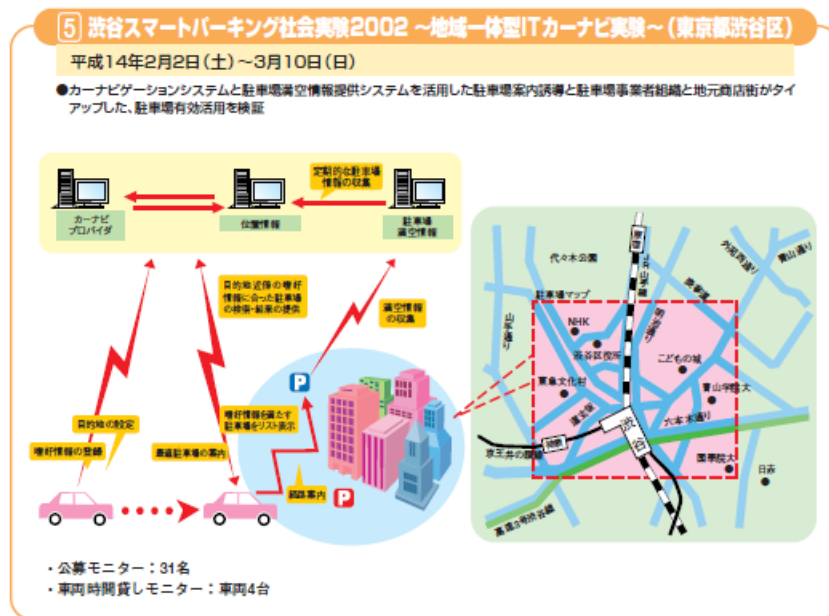 5 渋谷スマートパーキング社会実験2002 ～地域一体型ITカーナビ実験～(東京都渋谷区)
平成14年2月2日(土)～3月10日(日)
●カーナビゲーションシステムと駐車場満空情報提供システムを活用した駐車場案内誘導と駐車場事業者組織と地元商店街がタイ
アップした、駐車場有効活用を検証
定期的な駐車場
情報の収集
カーナビ
プロバイダ
位置情報
駐車場
満空情報
目的地近傍の嗜好
情報に合った駐車場
の検索・結果の提供
満空情報
の収集
P
目的地の設定
嗜好情報の登録
最適駐車場の案内
嗜好情報を満たす
駐車場をリスト表示
経路案内
P
代々木公園
原宿
JR山手線
表参道
外苑西通り
青山通り
駐車場マップ
山手通り
明治通り
NHK
渋谷区役所
こどもの城
東急文化村
青山学院大
道玄坂
六本木通り
渋谷
神泉
京王井の頭線
国学院大
日赤
高速3号渋谷線
・公募モニター：31名
・車両時間貸しモニター：車両4台